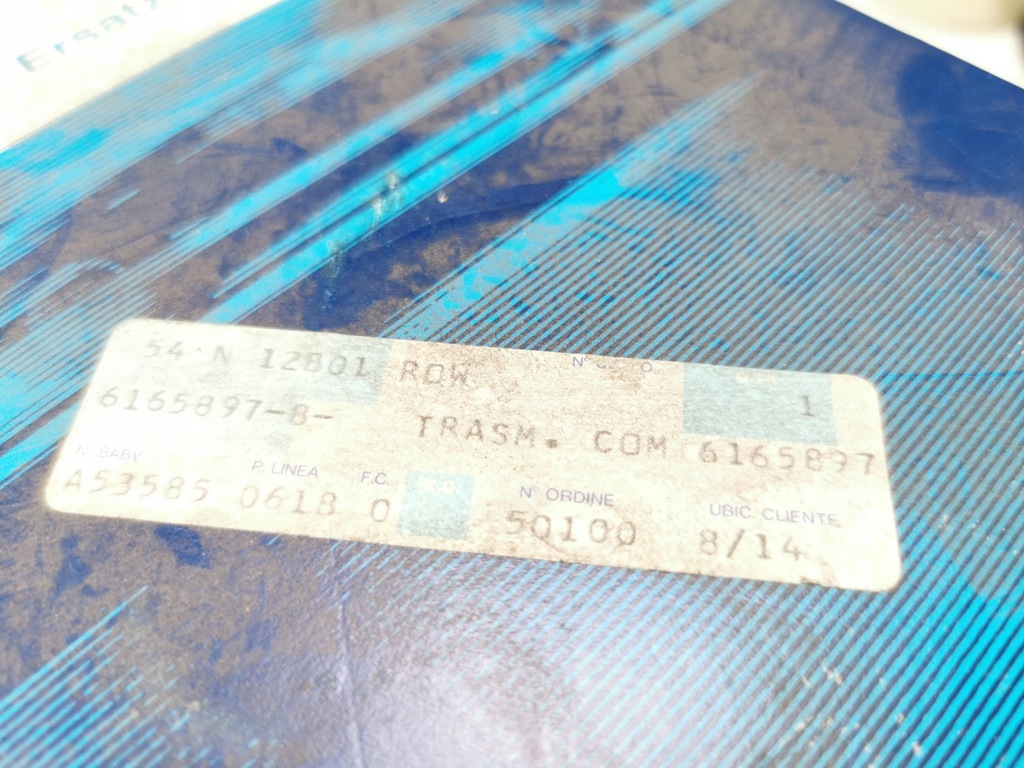 Ersatz
54-N 12801 ROW
N° C. O. 1
6165897-B- TRASM. COM 6165897
N. BABV P. LINEA F.C. N° ORDINE UBIC. CLIENTE
A53585 0618 0 50100 8/14